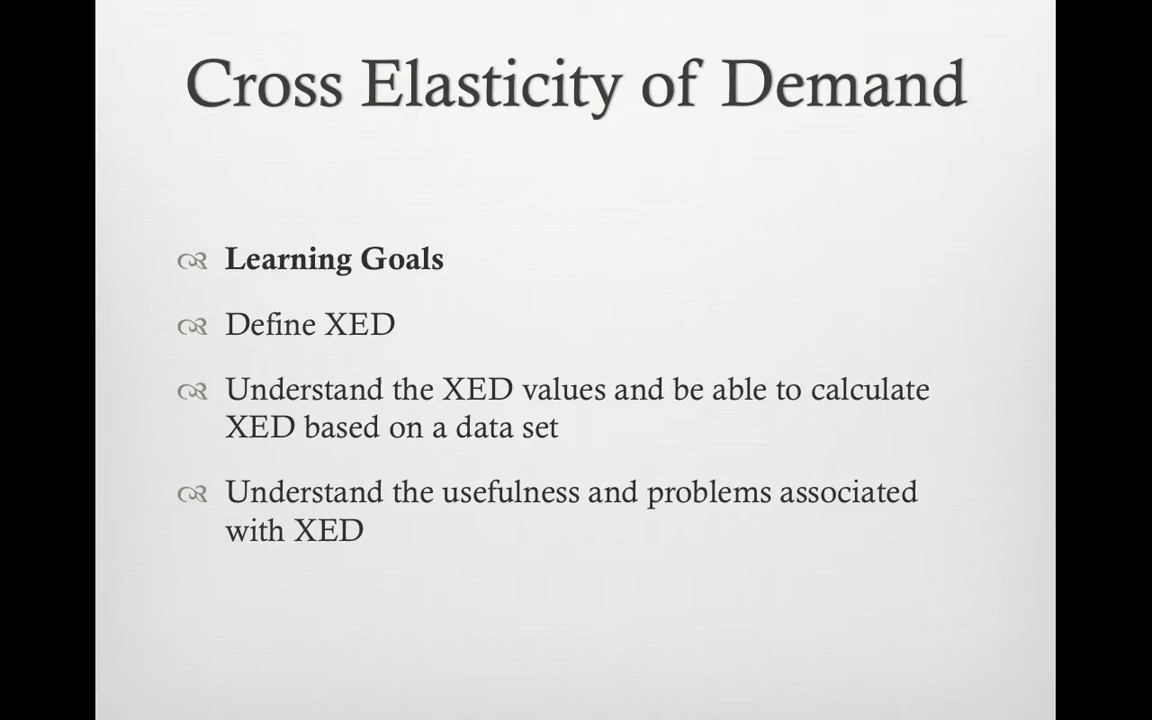 Cross Elasticity of Demand
Learning Goals
Define XED
Understand the XED values and be able to calculate
XED based on a data set
Understand the usefulness and problems associated
with XED